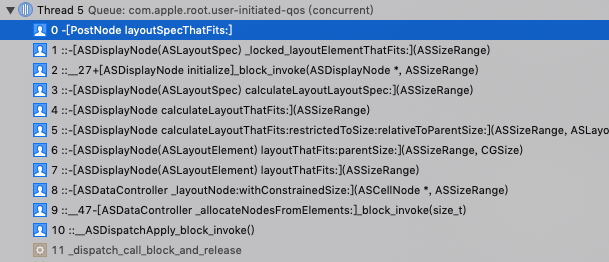 Thread 5 Queue: com.apple.root.user-initiated-qos (concurrent)
0 -[PostNode layoutSpecThatFits:]
1 ::-[ASDisplayNode(ASLayoutSpec) _locked_layoutElementThatFits:](ASSizeRange)
2 ::__27+[ASDisplayNode initialize]_block_invoke(ASDisplayNode *, ASSizeRange)
3 ::-[ASDisplayNode(ASLayoutSpec) calculateLayoutLayoutSpec:](ASSizeRange)
4 ::-[ASDisplayNode calculateLayoutThatFits:](ASSizeRange)
5 ::-[ASDisplayNode calculateLayoutThatFits:restrictedToSize:relativeToParentSize:](ASSizeRange, ASLayo
6 ::-[ASDisplayNode(ASLayoutElement) layoutThatFits:parentSize:](ASSizeRange, CGSize)
7 ::-[ASDisplayNode(ASLayoutElement) layoutThatFits:](ASSizeRange)
8 ::-[ASDataController _layoutNode:withConstrainedSize:](ASCellNode *, ASSizeRange)
9 ::__47-[ASDataController _allocateNodesFromElements:]_block_invoke(size_t)
10 ::__ASDispatchApply_block_invoke()
11 _dispatch_call_block_and_release